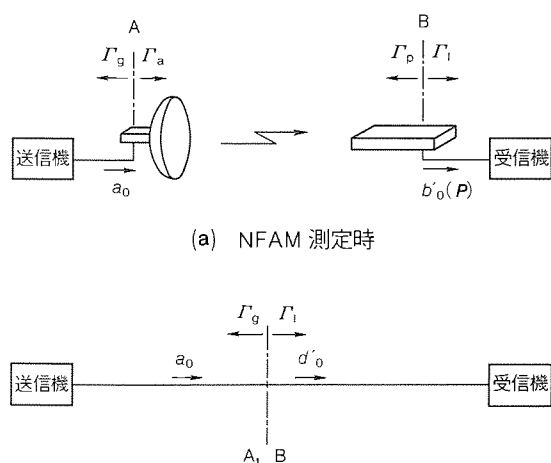 A
Γg Γa
送信機
a0
B
Γp Γl
b'0(P)
受信機
(a) NFAM 測定時
Γg Γl
送信機
a0
d'0
受信機
A1 B